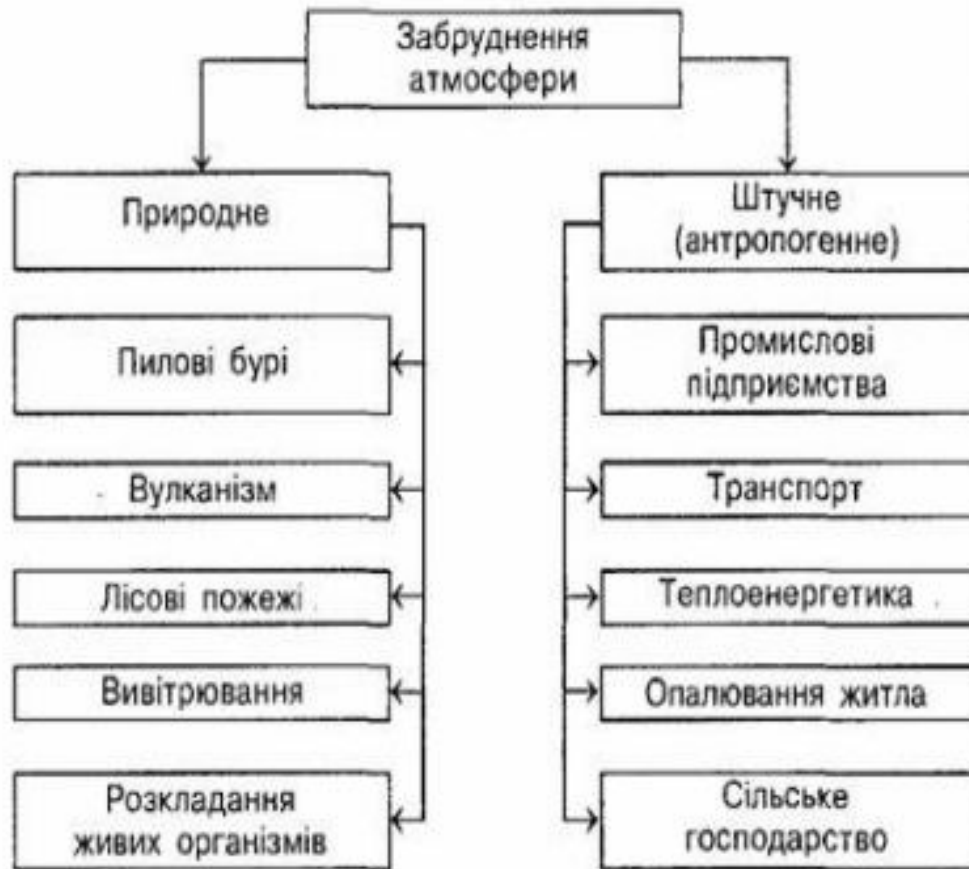 Забруднення
атмосфери
Природне
Штучне
(антропогенне)
Пилові бурі
Промислові
підприємства
Вулканізм
Транспорт
Лісові пожежі
Теплоенергетика
Вивітрювання
Опалювання житла
Розкладання
живих організмів
Сільське
господарство